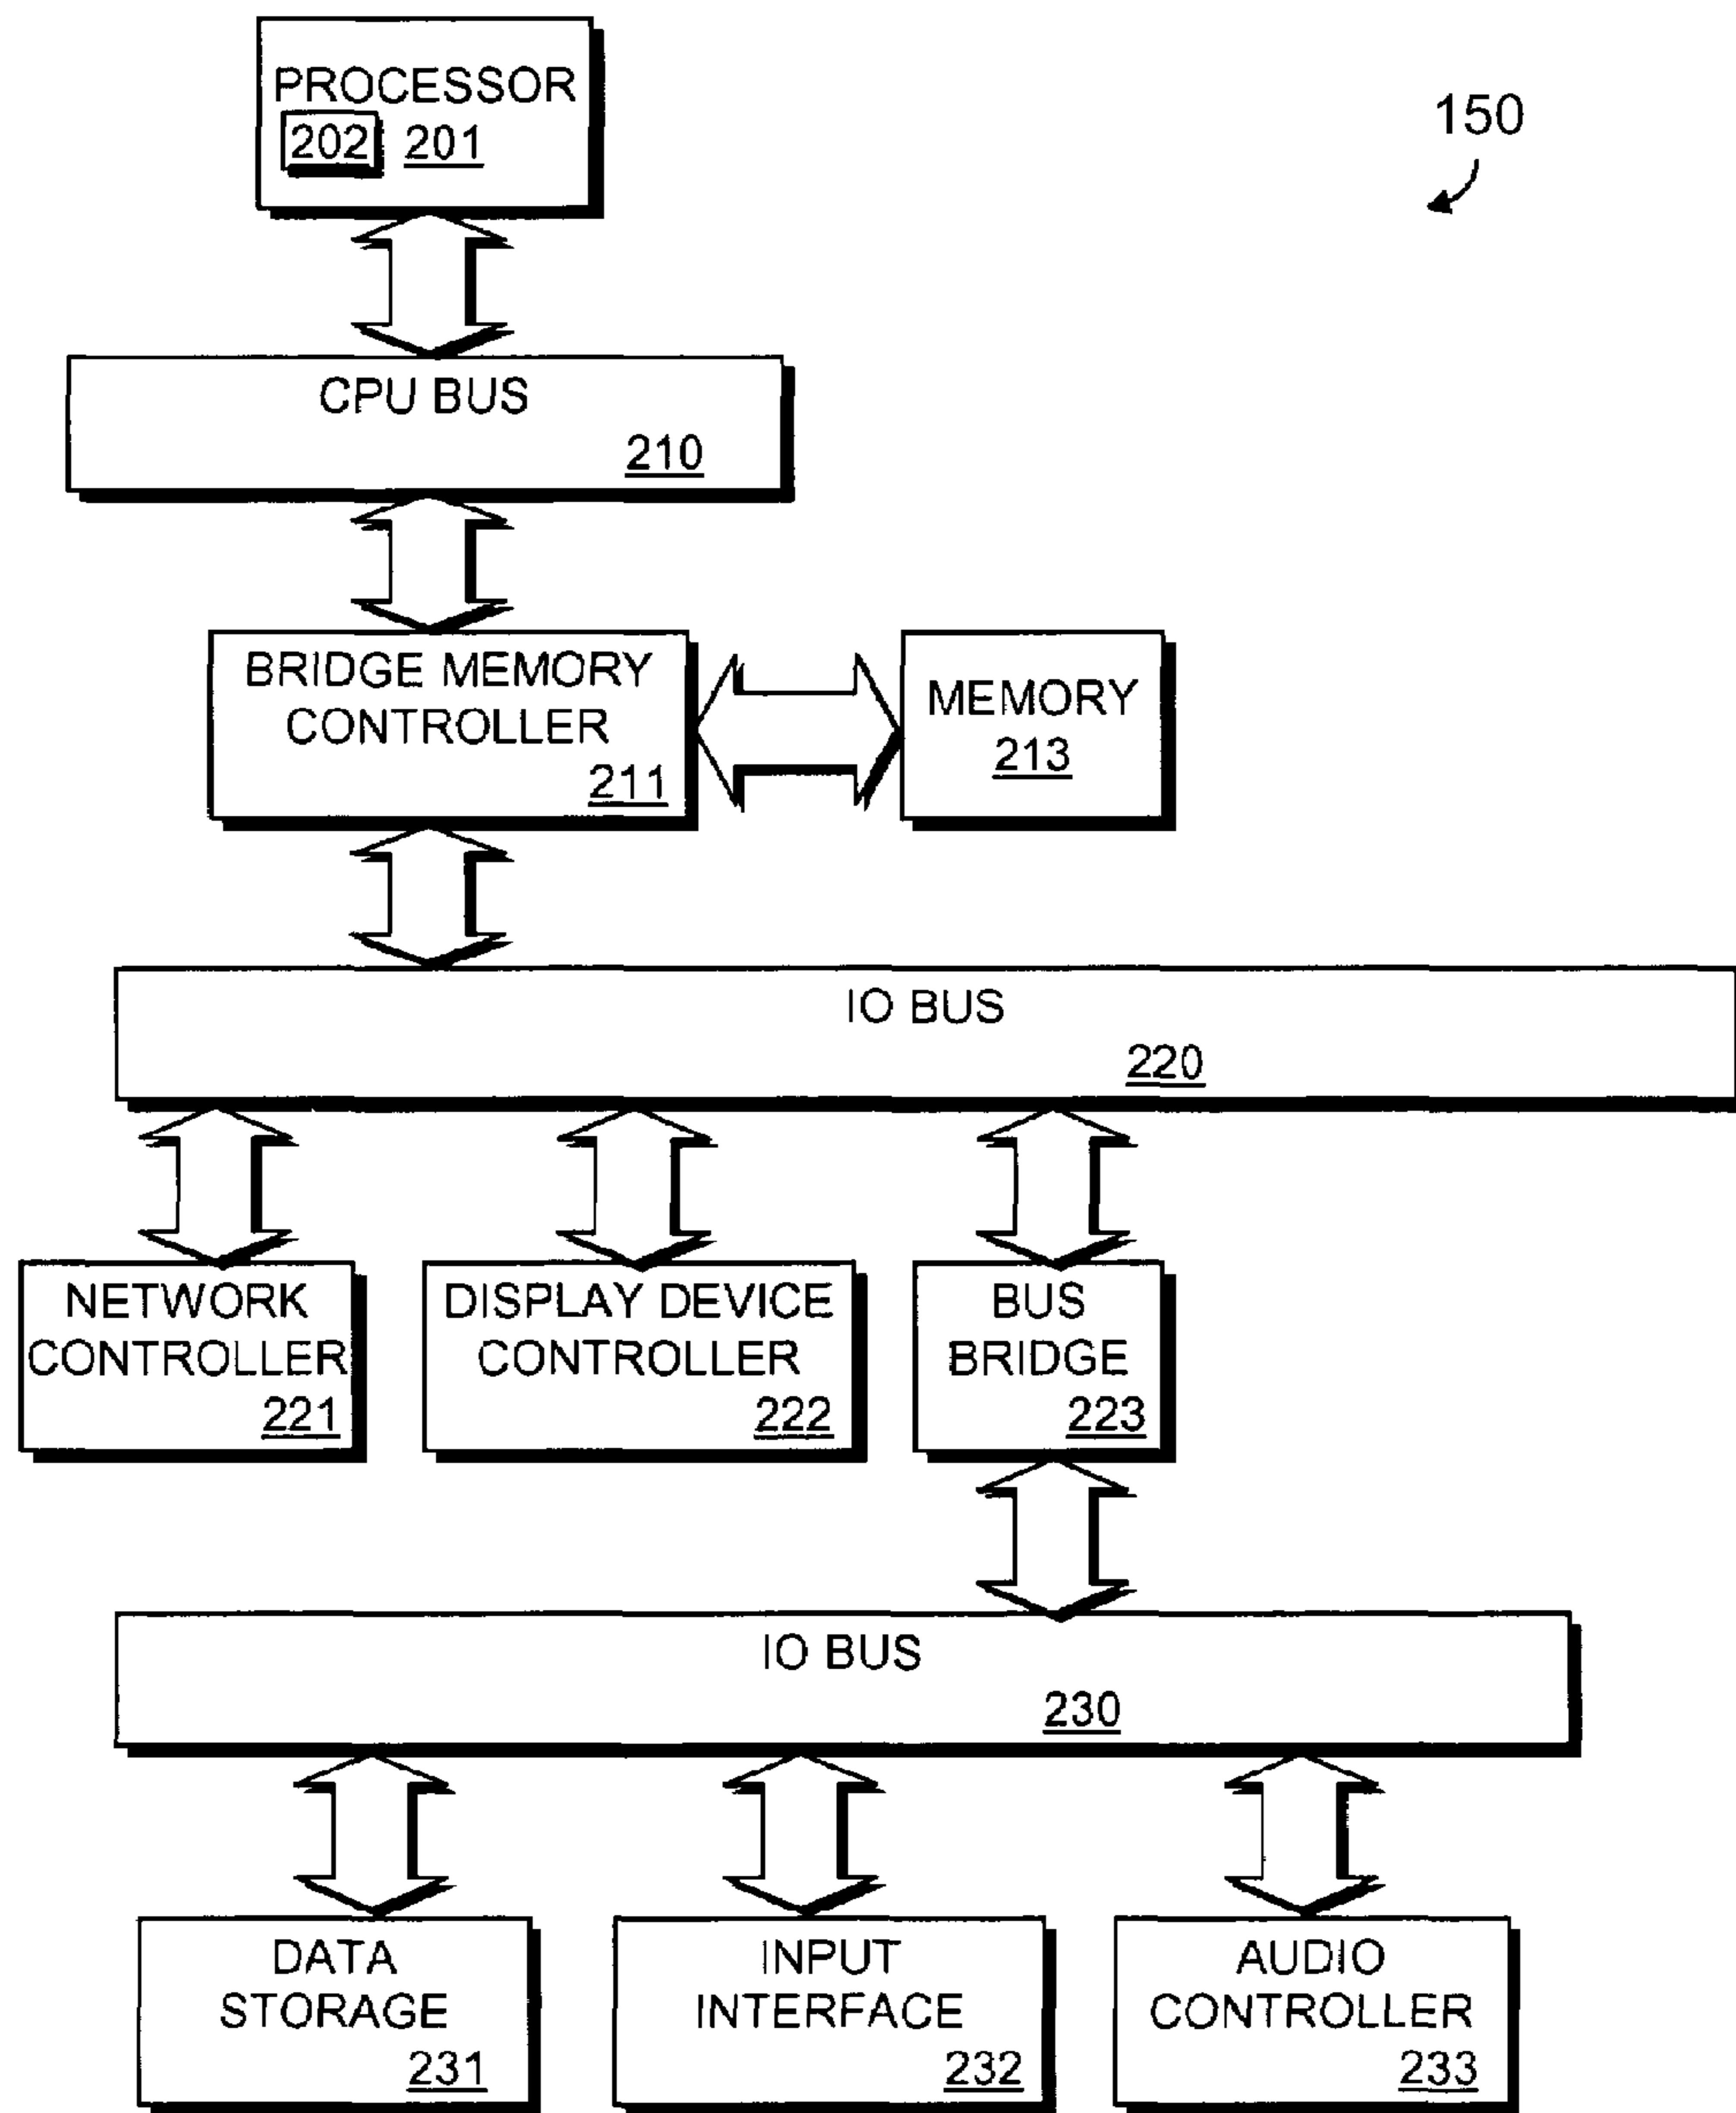 PROCESSOR
202 201
150
CPU BUS
210
BRIDGE MEMORY
CONTROLLER
211
MEMORY
213
IO BUS
220
NETWORK
CONTROLLER
221
DISPLAY DEVICE
CONTROLLER
222
BUS
BRIDGE
223
IO BUS
230
DATA
STORAGE
231
INPUT
INTERFACE
232
AUDIO
CONTROLLER
233